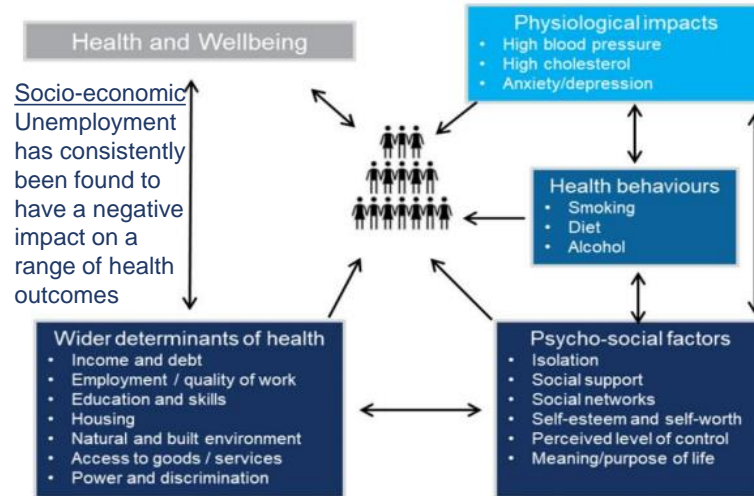 Health and Wellbeing
Socio-economic
Unemployment
has consistently
been found to
have a negative
impact on a
range of health
outcomes
Physiological impacts
• High blood pressure
• High cholesterol
• Anxiety/depression
Health behaviours
• Smoking
• Diet
• Alcohol
Wider determinants of health
• Income and debt
• Employment / quality of work
• Education and skills
• Housing
• Natural and built environment
• Access to goods / services
• Power and discrimination
Psycho-social factors
• Isolation
• Social support
• Social networks
• Self-esteem and self-worth
• Perceived level of control
• Meaning/purpose of life